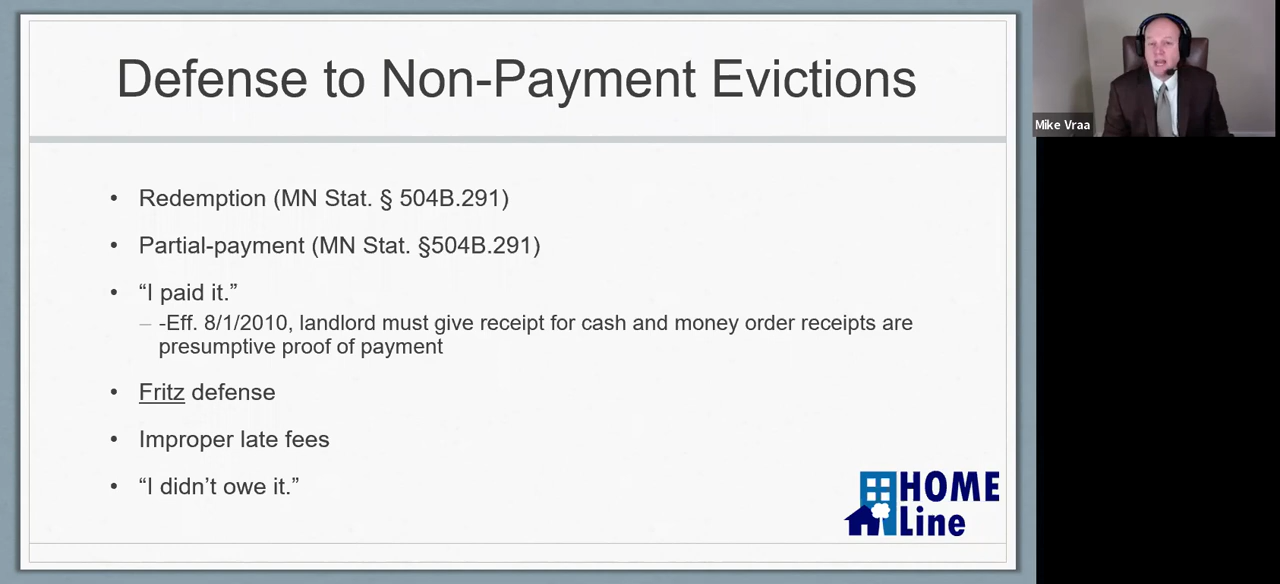 Defense to Non-Payment Evictions
Mike Vraa
• Redemption (MN Stat. § 504B.291)
• Partial-payment (MN Stat. §504B.291)
• “I paid it.”
– -Eff. 8/1/2010, landlord must give receipt for cash and money order receipts are
presumptive proof of payment
• Fritz defense
• Improper late fees
• “I didn’t owe it.”
HOME
Line